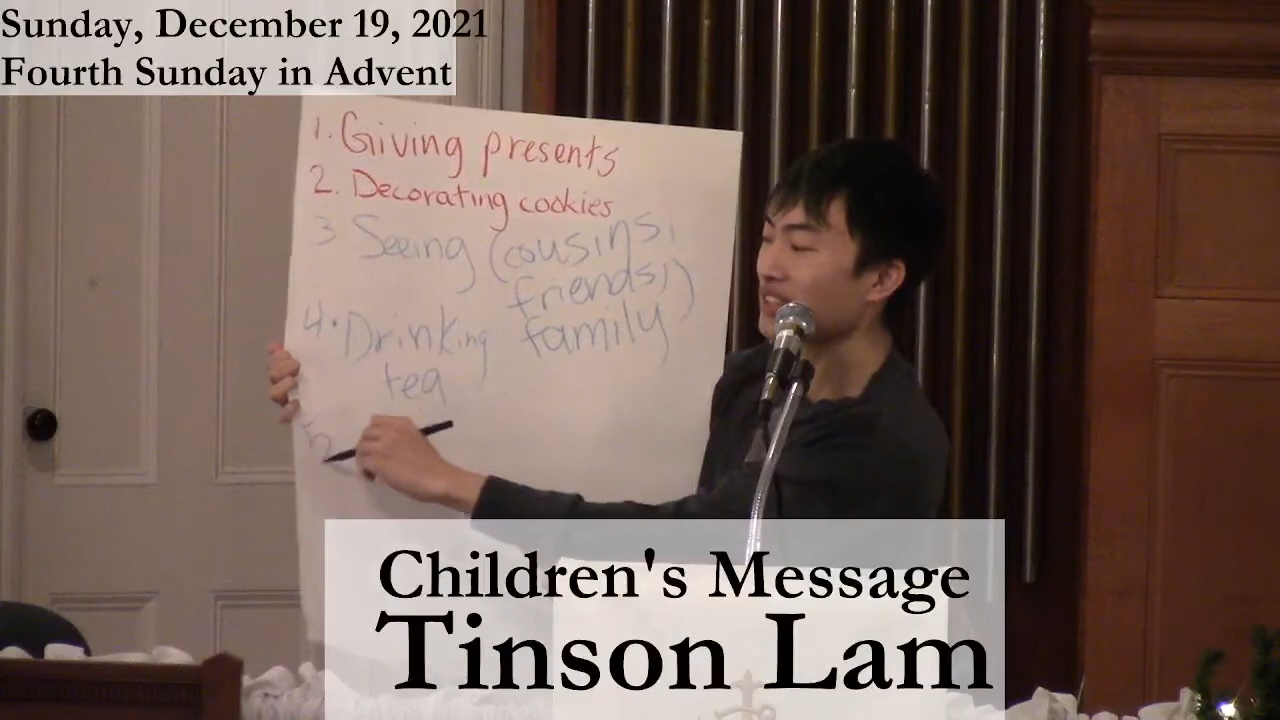 Sunday, December 19, 2021
Fourth Sunday in Advent
1. Giving presents
2. Decorating cookies
3 Seeing (cousins,
friends,)
family
4. Drinking
tea
5
Children's Message
Tinson Lam